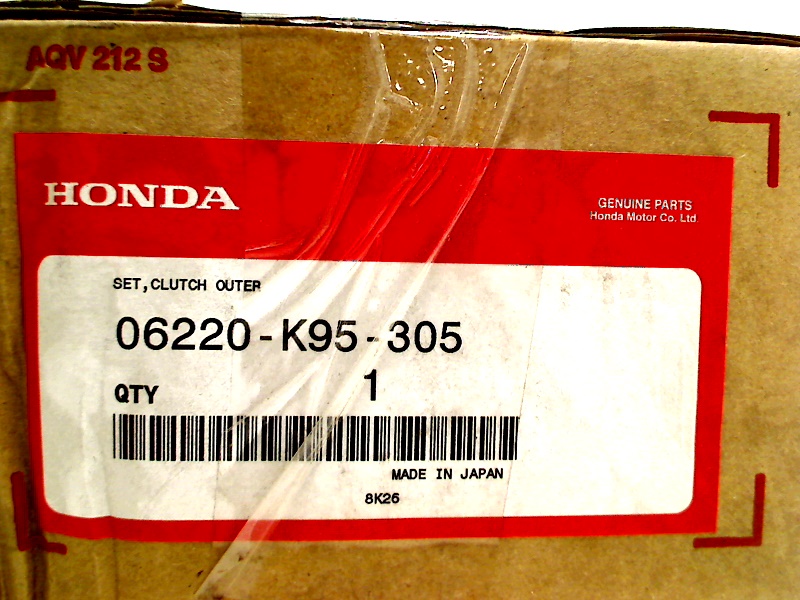 AQV 212 S
HONDA
GENUINE PARTS
Honda Motor Co. Ltd
SET,CLUTCH OUTER
06220-K95-305
QTY 1
MADE IN JAPAN
8K26